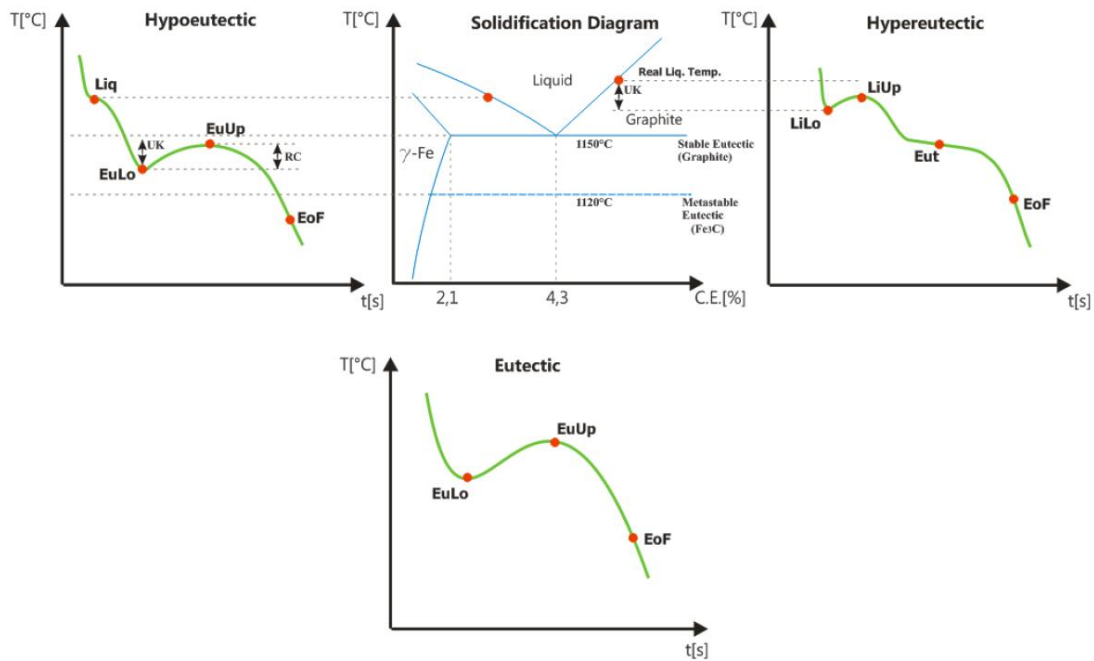 T[°C]
Hypoeutectic
Liq
UK
EuUp
RC
EuLo
EoF
t[s]
T[°C]
Solidification Diagram
Liquid
Real Liq. Temp.
UK
Graphite
γ-Fe
1150°C
Stable Eutectic
(Graphite)
1120°C
Metastable
Eutectic
(Fe3C)
2,1
4,3
C.E.[%]
T[°C]
Hypereutectic
LiUp
LiLo
Eut
EoF
t[s]
T[°C]
Eutectic
EuUp
EuLo
EoF
t[s]